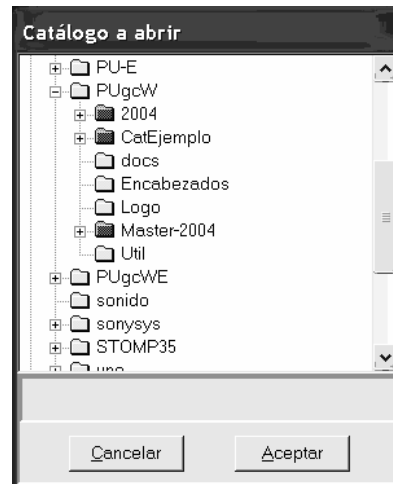 Catálogo a abrir
PU-E
PUgcW
2004
CatEjemplo
docs
Encabezados
Logo
Master-2004
Util
PUgcWE
sonido
sonysys
STOMP35
Cancelar Aceptar